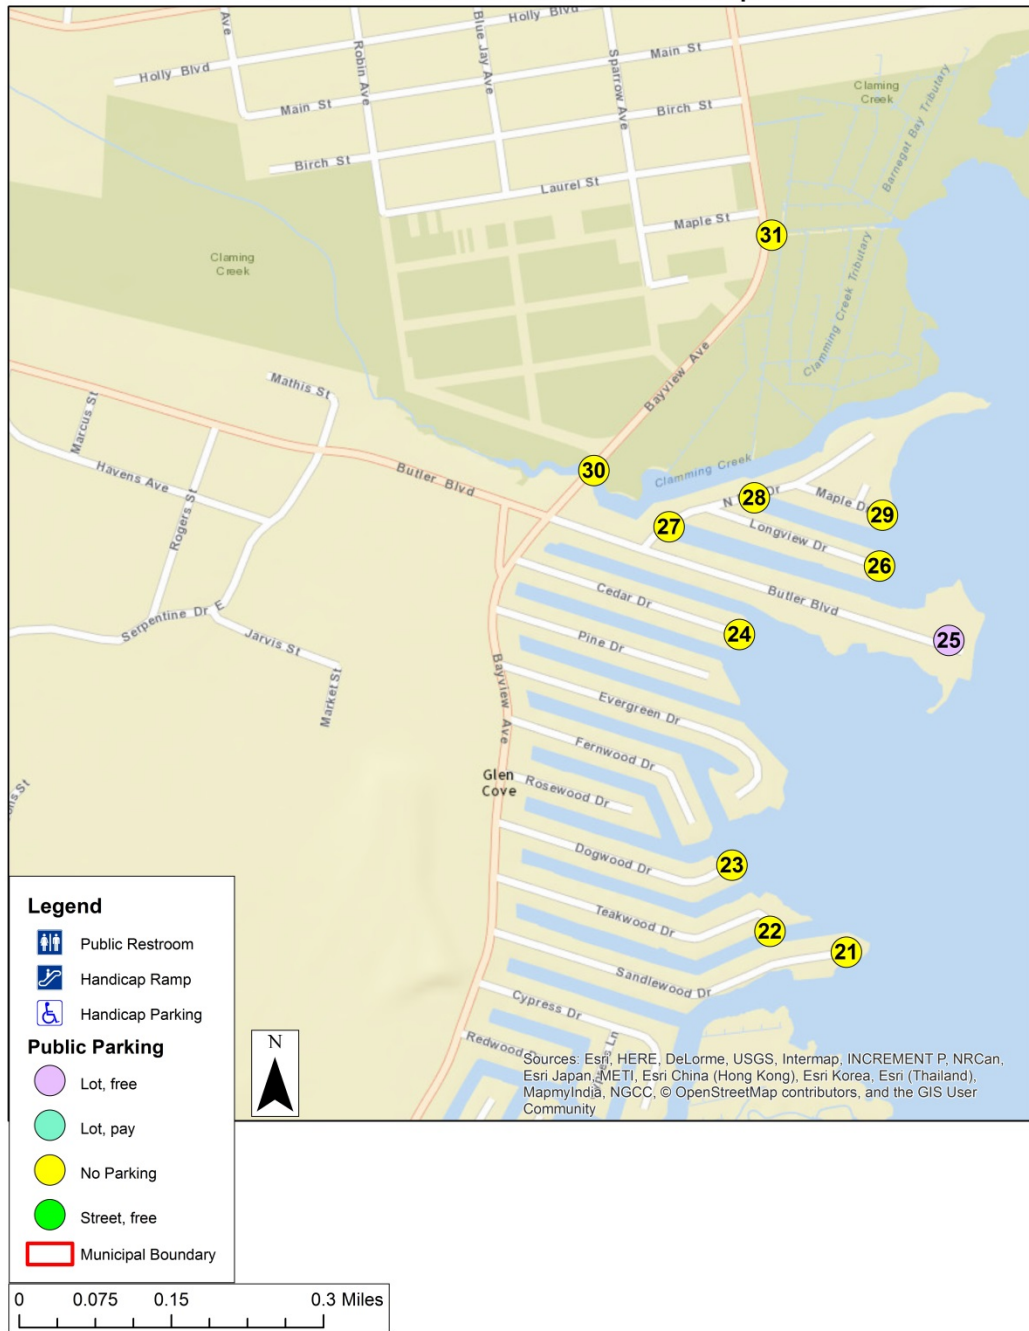 Holly Blvd
Main St
Ave
Blue Jay Ave
Robin Ave
Sparrow Ave
Holly Blvd
Main St
Birch St
Birch St
Laurel St
Maple St
Claming
Creek
Barnegat Bay Tributary
31
Claming
Creek
Clamming Creek Tributary
Bayview Ave
Mathis St
Marcus St
Havens Ave
Rogers St
Butler Blvd
30
Clamming Creek
28
Maple Dr
29
27
Longview Dr
26
Cedar Dr
Butler Blvd
24
25
Serpentine Dr E
Jarvis St
Market St
Pine Dr
Bayview Ave
Evergreen Dr
Fernwood Dr
Glen
Cove
Rosewood Dr
Dogwood Dr
23
Teakwood Dr
22
21
Sandlewood Dr
Cypress Dr
Legend
Public Restroom
Handicap Ramp
Handicap Parking
Public Parking
Lot, free
Lot, pay
No Parking
Street, free
Municipal Boundary
N
Sources: Esri, HERE, DeLorme, USGS, Intermap, INCREMENT P, NRCan,
Esri Japan, METI, Esri China (Hong Kong), Esri Korea, Esri (Thailand),
MapmyIndia, NGCC, © OpenStreetMap contributors, and the GIS User
Community
0 0.075 0.15 0.3 Miles